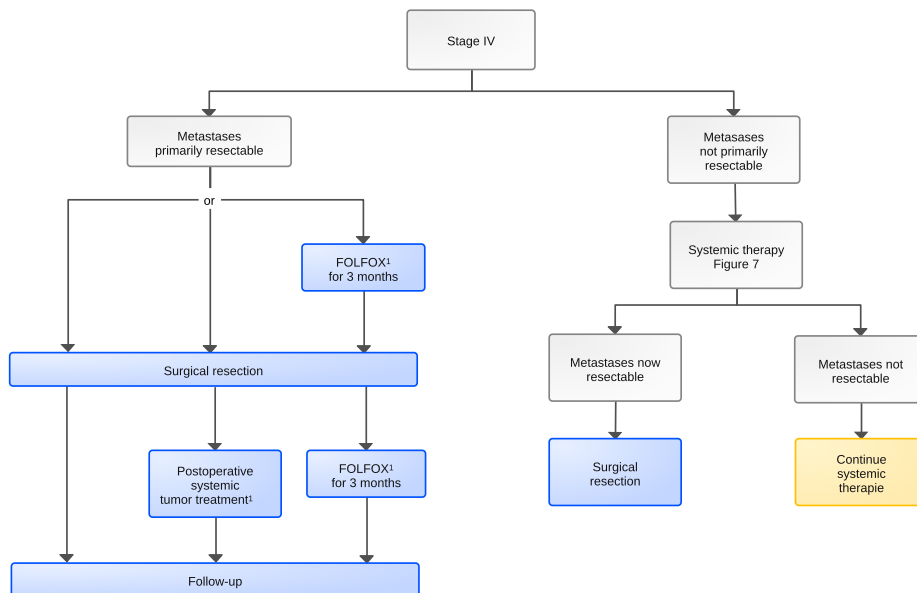 Stage IV
Metastases
primarily resectable
Metasases
not primarily
resectable
or
FOLFOX¹
for 3 months
Systemic therapy
Figure 7
Surgical resection
Metastases now
resectable
Metastases not
resectable
Postoperative
systemic
tumor treatment¹
FOLFOX¹
for 3 months
Surgical
resection
Continue
systemic
therapie
Follow-up